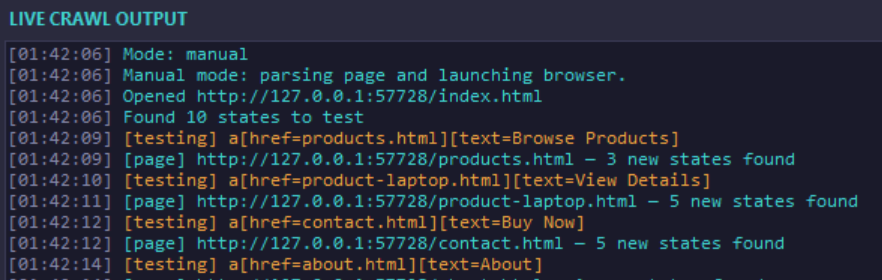 LIVE CRAWL OUTPUT
[01:42:06] Mode: manual
[01:42:06] Manual mode: parsing page and launching browser.
[01:42:06] Opened http://127.0.0.1:57728/index.html
[01:42:06] Found 10 states to test
[01:42:09] [testing] a[href=products.html][text=Browse Products]
[01:42:09] [page] http://127.0.0.1:57728/products.html — 3 new states found
[01:42:10] [testing] a[href=product-laptop.html][text=View Details]
[01:42:11] [page] http://127.0.0.1:57728/product-laptop.html — 5 new states found
[01:42:12] [testing] a[href=contact.html][text=Buy Now]
[01:42:12] [page] http://127.0.0.1:57728/contact.html — 5 new states found
[01:42:14] [testing] a[href=about.html][text=About]